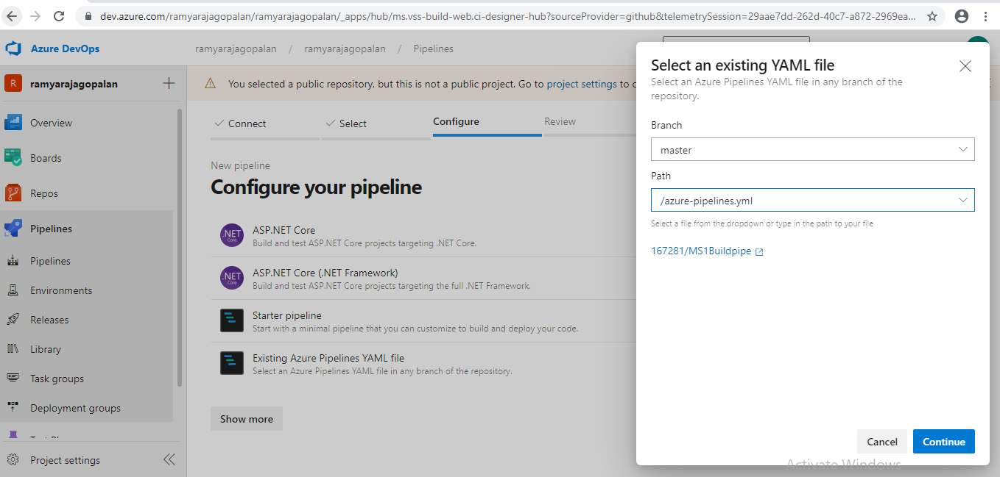 dev.azure.com/ramyarajagopalan/ramyarajagopalan/_apps/hub/ms.vss-build-web.ci-designer-hub?sourceProvider=github&telemetrySession=29aae7dd-262d-40c7-a872-2969ea...
Azure DevOps
ramyarajagopalan / ramyarajagopalan / Pipelines
R ramyarajagopalan
Overview
Boards
Repos
Pipelines
Pipelines
Environments
Releases
Library
Task groups
Deployment groups
Project settings
You selected a public repository, but this is not a public project. Go to project settings to c
Connect
Select
Configure
Review
New pipeline
Configure your pipeline
.NET Core
ASP.NET Core
Build and test ASP.NET Core projects targeting .NET Core.
.NET Core
ASP.NET Core (.NET Framework)
Build and test ASP.NET Core projects targeting the full .NET Framework.
Starter pipeline
Start with a minimal pipeline that you can customize to build and deploy your code.
Existing Azure Pipelines YAML file
Select an Azure Pipelines YAML file in any branch of the repository.
Show more
Select an existing YAML file
Select an Azure Pipelines YAML file in any branch of the
repository.
Branch
master
Path
/azure-pipelines.yml
Select a file from the dropdown or type in the path to your file
167281/MS1Buildpipe
Cancel
Continue
Activate Windows